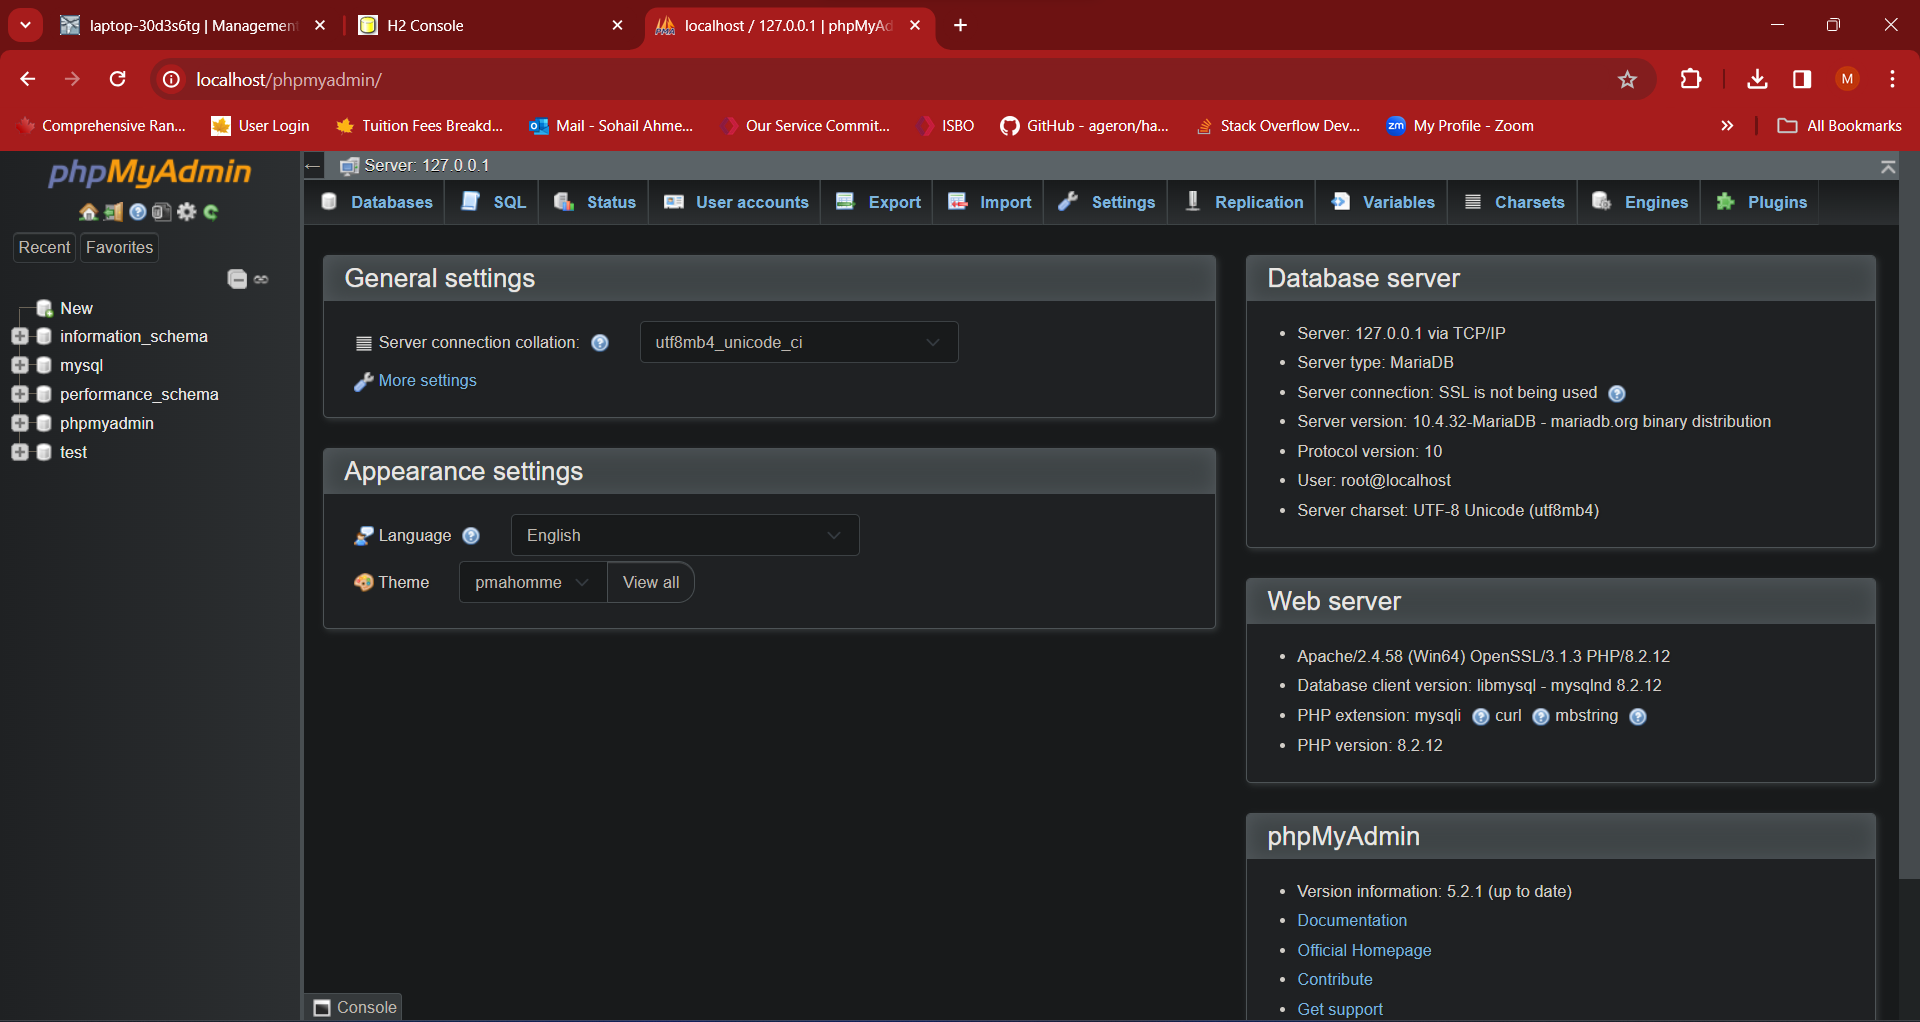 laptop-30d3s6tg | Management
H2 Console
localhost / 127.0.0.1 | phpMyAd
localhost/phpmyadmin/
M
Comprehensive Ran...
User Login
Tuition Fees Breakd...
Mail - Sohail Ahme...
Our Service Commit...
ISBO
GitHub - ageron/ha...
Stack Overflow Dev...
zm My Profile - Zoom
»
All Bookmarks
phpMyAdmin
Recent
Favorites
New
information_schema
mysql
performance_schema
phpmyadmin
test
Server: 127.0.0.1
Databases
SQL
Status
User accounts
Export
Import
Settings
Replication
Variables
Charsets
Engines
Plugins
General settings
Server connection collation:
utf8mb4_unicode_ci
More settings
Appearance settings
Language
English
Theme
pmahomme
View all
Database server
• Server: 127.0.0.1 via TCP/IP
• Server type: MariaDB
• Server connection: SSL is not being used
• Server version: 10.4.32-MariaDB - mariadb.org binary distribution
• Protocol version: 10
• User: root@localhost
• Server charset: UTF-8 Unicode (utf8mb4)
Web server
• Apache/2.4.58 (Win64) OpenSSL/3.1.3 PHP/8.2.12
• Database client version: libmysql - mysqlnd 8.2.12
• PHP extension: mysqli curl mbstring
• PHP version: 8.2.12
phpMyAdmin
• Version information: 5.2.1 (up to date)
• Documentation
• Official Homepage
• Contribute
• Get support
Console